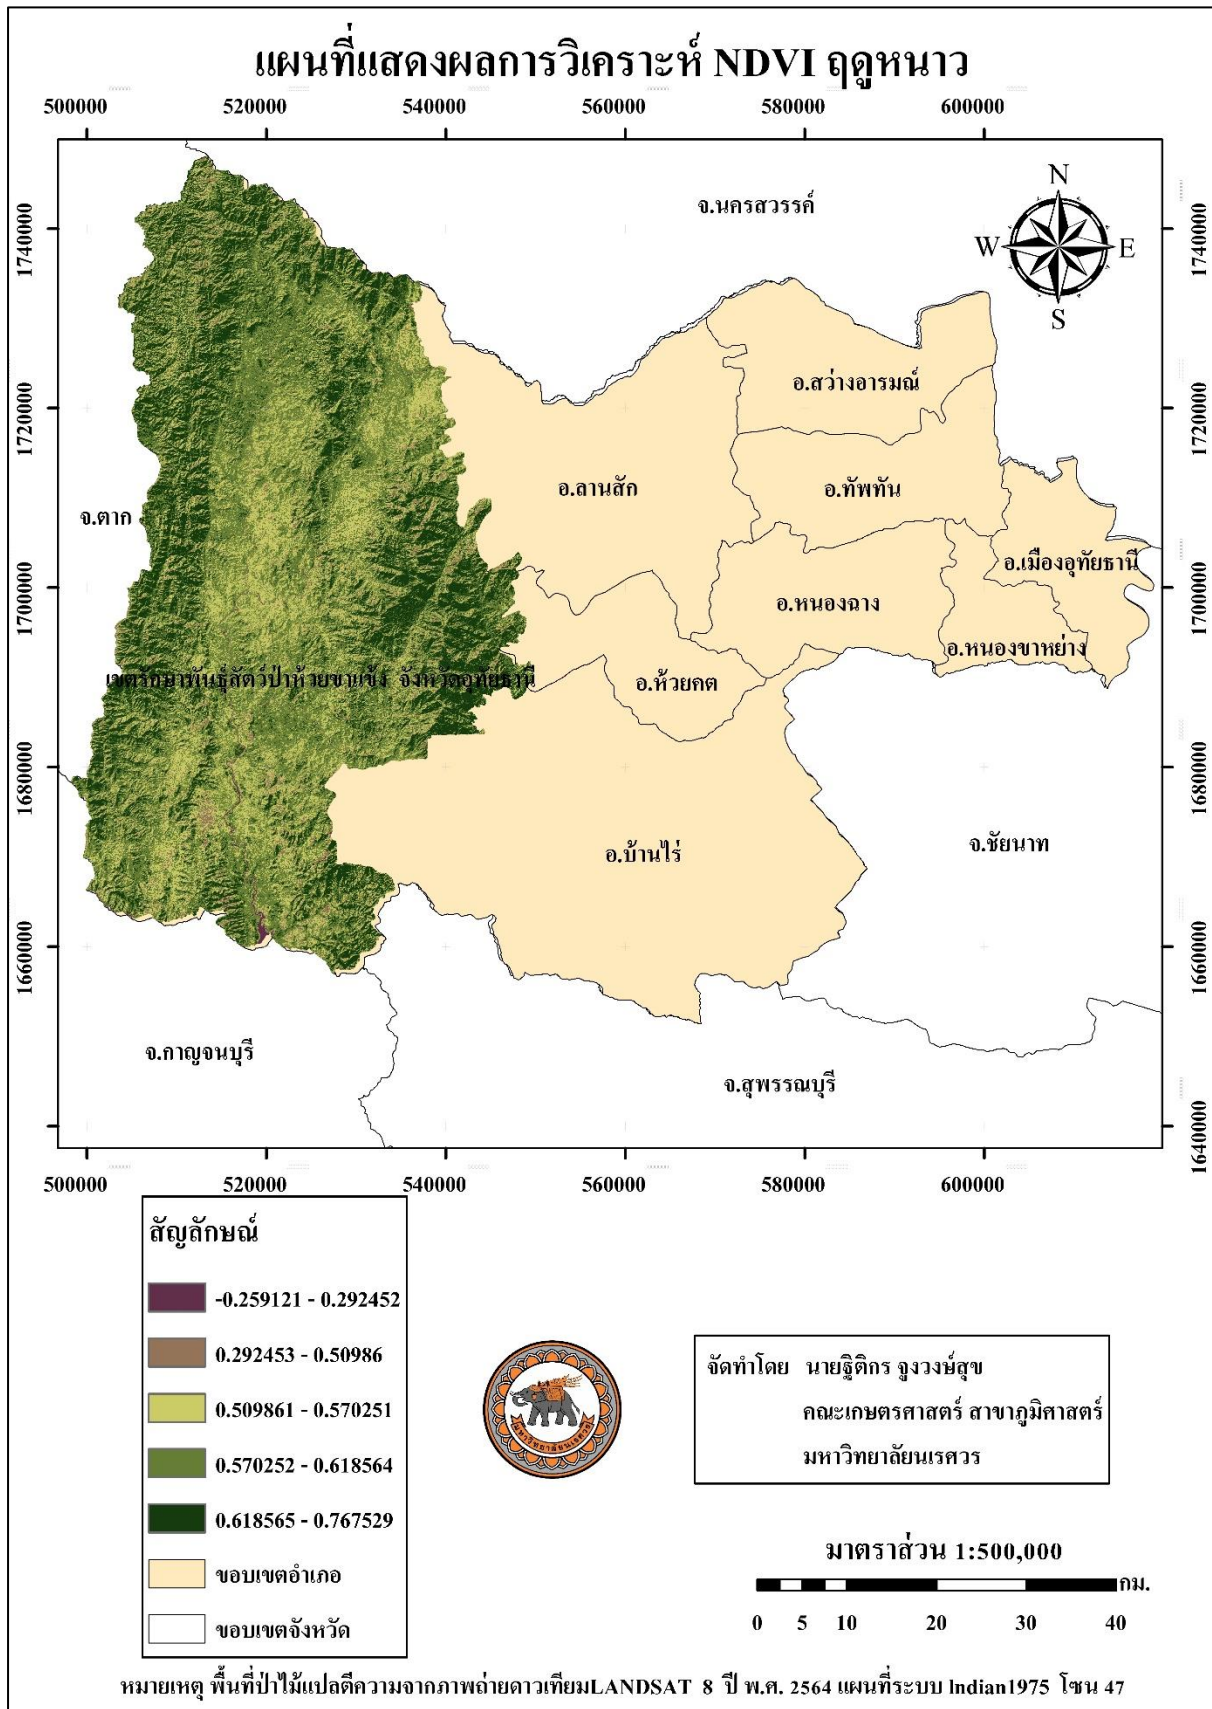 แผนที่แสดงผลการวิเคราะห์ NDVI ฤดูหนาว
500000 520000 540000 560000 580000 600000
N
W E
S
จ.นครสวรรค์
1740000 1740000
อ.สว่างอารมณ์
1720000 1720000
อ.ลานสัก
อ.ทัพทัน
จ.ตาก
อ.เมืองอุทัยธานี
1700000 1700000
อ.หนองฉาง
อ.หนองขาหย่าง
เขตรักษาพันธุ์สัตว์ป่าห้วยขาแข้ง จังหวัดอุทัยธานี
อ.ห้วยคต
1680000 1680000
อ.บ้านไร่
จ.ชัยนาท
1660000 1660000
จ.กาญจนบุรี
จ.สุพรรณบุรี
1640000 1640000
500000 520000 540000 560000 580000 600000
สัญลักษณ์
-0.259121 - 0.292452
0.292453 - 0.50986
0.509861 - 0.570251
0.570252 - 0.618564
0.618565 - 0.767529
ขอบเขตอำเภอ
ขอบเขตจังหวัด
มหาวิทยาลัยนเรศวร
จัดทำโดย นายฐิติกร จูงวงษ์สุข
คณะเกษตรศาสตร์ สาขาภูมิศาสตร์
มหาวิทยาลัยนเรศวร
มาตราส่วน 1:500,000
กม.
0 5 10 20 30 40
หมายเหตุ พื้นที่ป่าไม้แปลตีความจากภาพถ่ายดาวเทียมLANDSAT 8 ปี พ.ศ. 2564 แผนที่ระบบ Indian1975 โซน 47